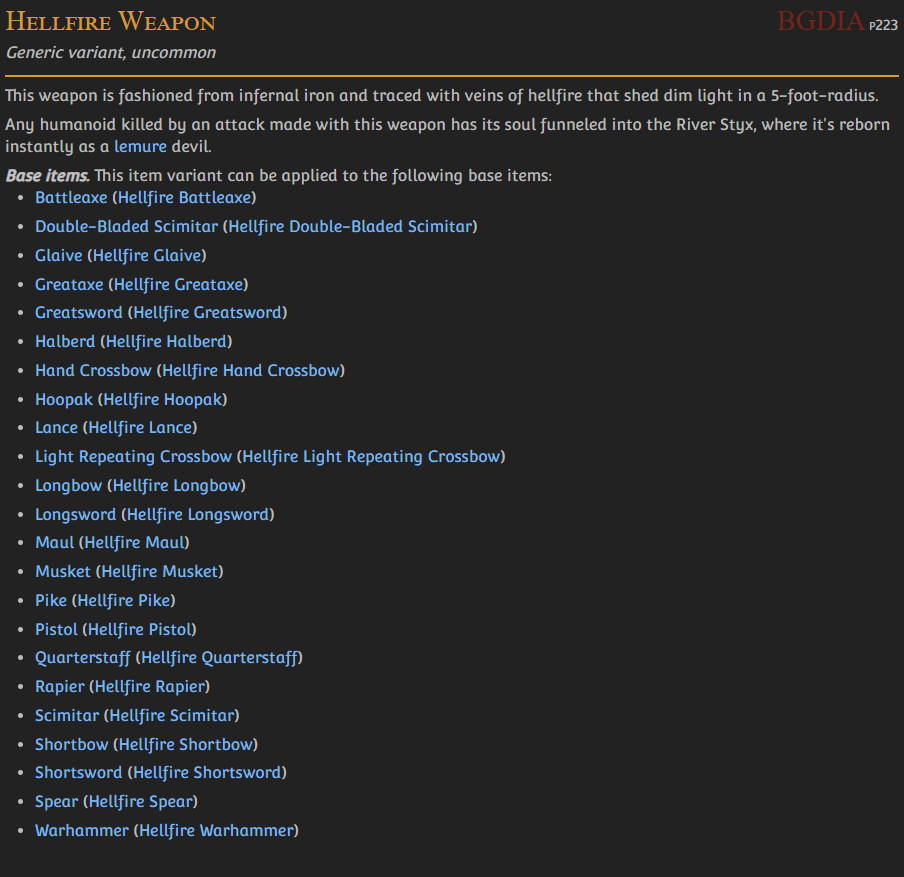 Hellfire Weapon
BGDIA P223
Generic variant, uncommon
This weapon is fashioned from infernal iron and traced with veins of hellfire that shed dim light in a 5-foot-radius.
Any humanoid killed by an attack made with this weapon has its soul funneled into the River Styx, where it's reborn
instantly as a lemure devil.
Base items. This item variant can be applied to the following base items:
• Battleaxe (Hellfire Battleaxe)
• Double-Bladed Scimitar (Hellfire Double-Bladed Scimitar)
• Glaive (Hellfire Glaive)
• Greataxe (Hellfire Greataxe)
• Greatsword (Hellfire Greatsword)
• Halberd (Hellfire Halberd)
• Hand Crossbow (Hellfire Hand Crossbow)
• Hoopak (Hellfire Hoopak)
• Lance (Hellfire Lance)
• Light Repeating Crossbow (Hellfire Light Repeating Crossbow)
• Longbow (Hellfire Longbow)
• Longsword (Hellfire Longsword)
• Maul (Hellfire Maul)
• Musket (Hellfire Musket)
• Pike (Hellfire Pike)
• Pistol (Hellfire Pistol)
• Quarterstaff (Hellfire Quarterstaff)
• Rapier (Hellfire Rapier)
• Scimitar (Hellfire Scimitar)
• Shortbow (Hellfire Shortbow)
• Shortsword (Hellfire Shortsword)
• Spear (Hellfire Spear)
• Warhammer (Hellfire Warhammer)